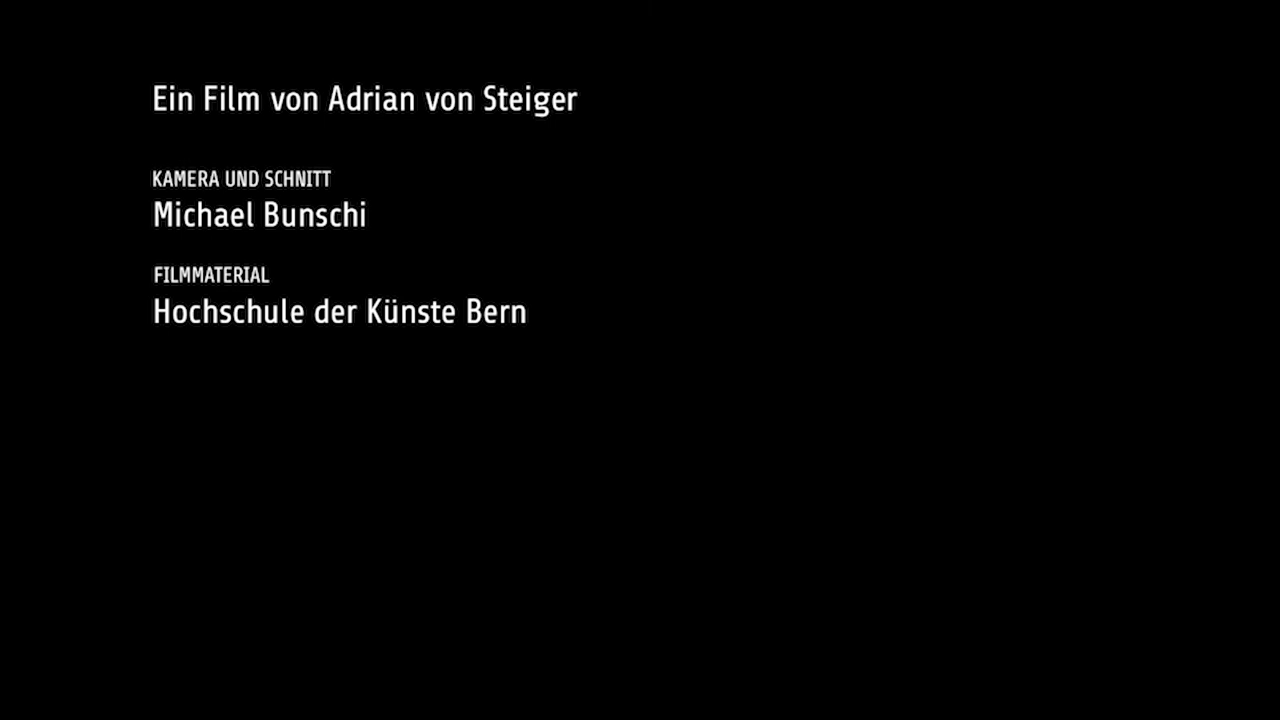 Ein Film von Adrian von Steiger
KAMERA UND SCHNITT
Michael Bunschi
FILMMATERIAL
Hochschule der Künste Bern